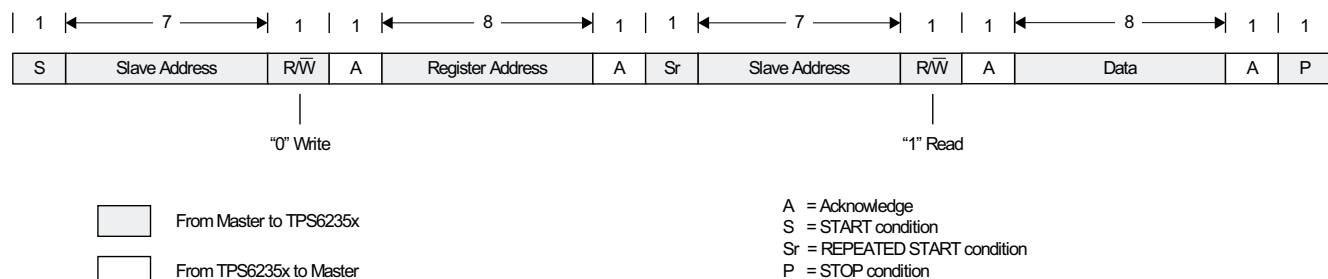 1 7 1 1 8 1 1 7 1 1 8 1 1
S Slave Address R/W̅ A Register Address A Sr Slave Address R/W̅ A Data A P
“0” Write “1” Read
From Master to TPS6235x
From TPS6235x to Master
A = Acknowledge
S = START condition
Sr = REPEATED START condition
P = STOP condition